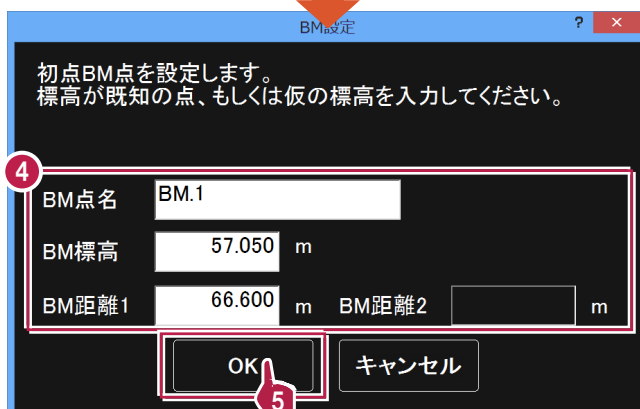 BM設定
? ×
初点BM点を設定します。
標高が既知の点、もしくは仮の標高を入力してください。
4
BM点名 BM.1
BM標高 57.050 m
BM距離1 66.600 m BM距離2 m
OK キャンセル
5